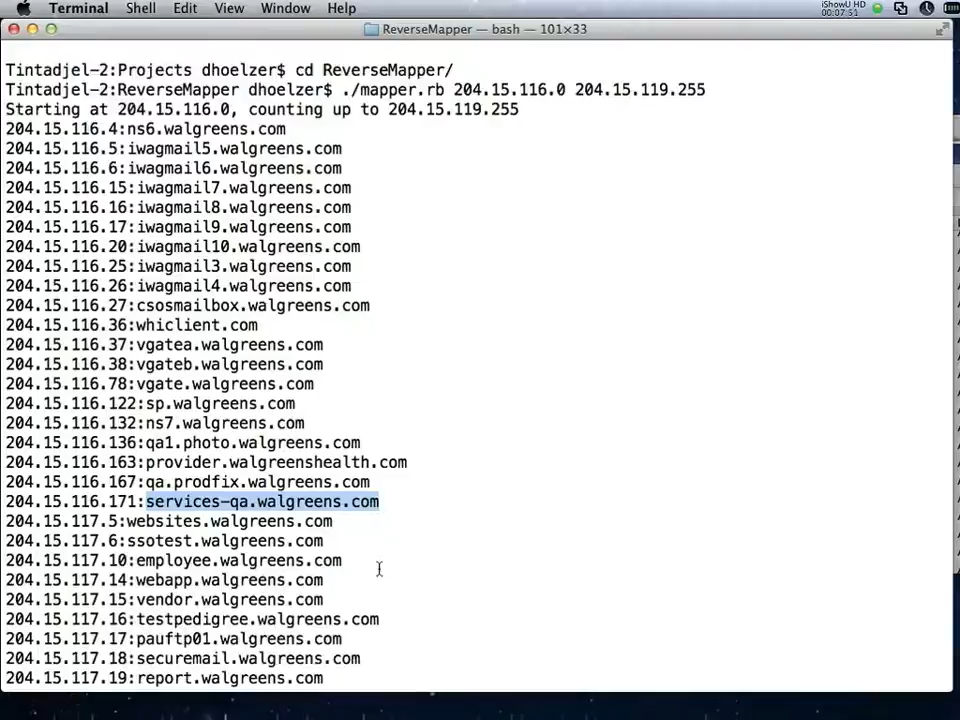 Terminal Shell Edit View Window Help
iShowU HD
00:07:51
ReverseMapper — bash — 101×33
Tintadjel-2:Projects dhoelzer$ cd ReverseMapper/
Tintadjel-2:ReverseMapper dhoelzer$ ./mapper.rb 204.15.116.0 204.15.119.255
Starting at 204.15.116.0, counting up to 204.15.119.255
204.15.116.4:ns6.walgreens.com
204.15.116.5:iwagmail5.walgreens.com
204.15.116.6:iwagmail6.walgreens.com
204.15.116.15:iwagmail7.walgreens.com
204.15.116.16:iwagmail8.walgreens.com
204.15.116.17:iwagmail9.walgreens.com
204.15.116.20:iwagmail10.walgreens.com
204.15.116.25:iwagmail3.walgreens.com
204.15.116.26:iwagmail4.walgreens.com
204.15.116.27:csosmailbox.walgreens.com
204.15.116.36:whiclient.com
204.15.116.37:vgatea.walgreens.com
204.15.116.38:vgateb.walgreens.com
204.15.116.78:vgate.walgreens.com
204.15.116.122:sp.walgreens.com
204.15.116.132:ns7.walgreens.com
204.15.116.136:qa1.photo.walgreens.com
204.15.116.163:provider.walgreenshealth.com
204.15.116.167:qa.prodfix.walgreens.com
204.15.116.171:services-qa.walgreens.com
204.15.117.5:websites.walgreens.com
204.15.117.6:ssotest.walgreens.com
204.15.117.10:employee.walgreens.com
204.15.117.14:webapp.walgreens.com
204.15.117.15:vendor.walgreens.com
204.15.117.16:testpedigree.walgreens.com
204.15.117.17:pauftp01.walgreens.com
204.15.117.18:securemail.walgreens.com
204.15.117.19:report.walgreens.com